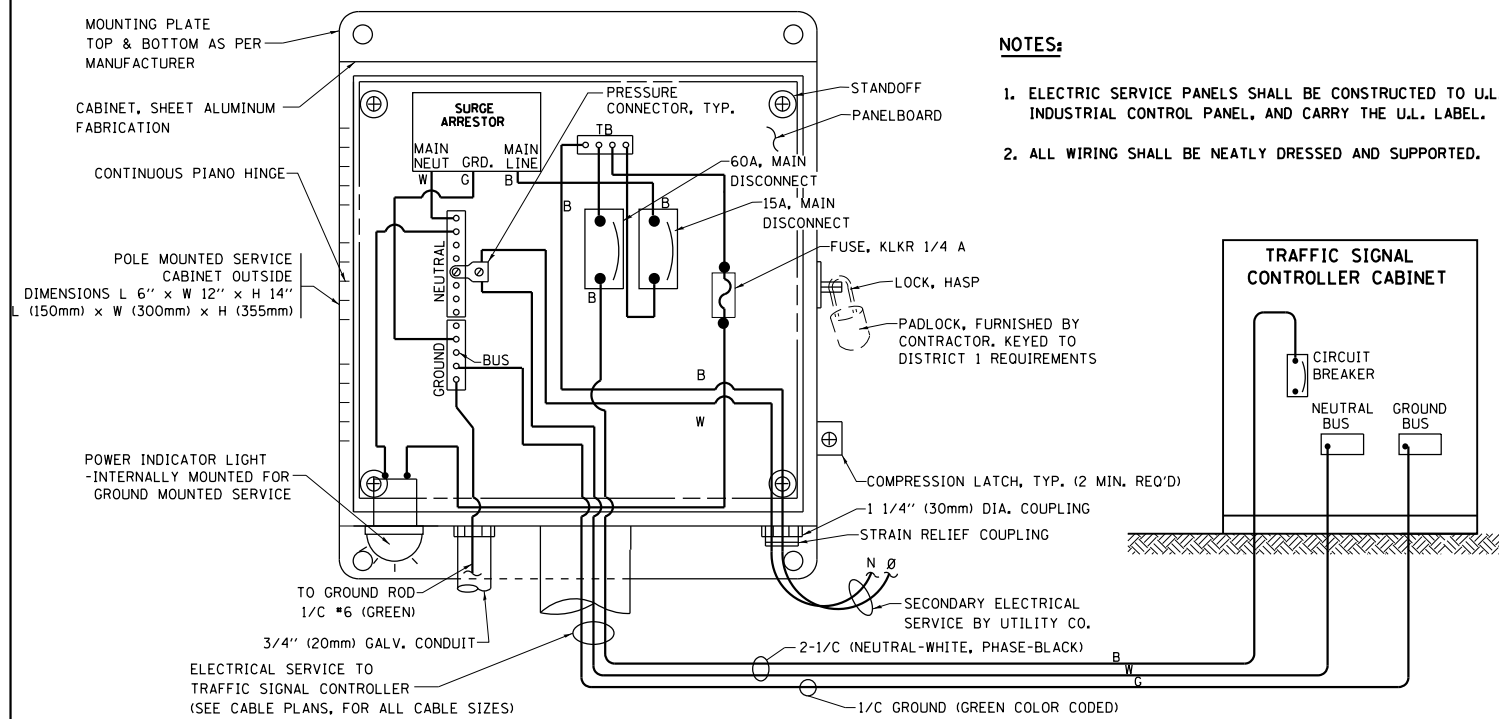 MOUNTING PLATE
TOP & BOTTOM AS PER
MANUFACTURER
CABINET, SHEET ALUMINUM
FABRICATION
CONTINUOUS PIANO HINGE
POLE MOUNTED SERVICE
CABINET OUTSIDE
DIMENSIONS L 6" x W 12" x H 14"
L (150mm) x W (300mm) x H (355mm)
POWER INDICATOR LIGHT
-INTERNALLY MOUNTED FOR
GROUND MOUNTED SERVICE
SURGE
ARRESTOR
MAIN
NEUT
GRD.
MAIN
LINE
W
G
B
PRESSURE
CONNECTOR, TYP.
TB
B
B
B
NEUTRAL
GROUND
BUS
B
W
STANDOFF
PANELBOARD
60A, MAIN
DISCONNECT
15A, MAIN
DISCONNECT
FUSE, KLKR 1/4 A
LOCK, HASP
PADLOCK, FURNISHED BY
CONTRACTOR. KEYED TO
DISTRICT 1 REQUIREMENTS
COMPRESSION LATCH, TYP. (2 MIN. REQ'D)
1 1/4" (30mm) DIA. COUPLING
STRAIN RELIEF COUPLING
N Ø
SECONDARY ELECTRICAL
SERVICE BY UTILITY CO.
TO GROUND ROD
1/C #6 (GREEN)
3/4" (20mm) GALV. CONDUIT
ELECTRICAL SERVICE TO
TRAFFIC SIGNAL CONTROLLER
(SEE CABLE PLANS, FOR ALL CABLE SIZES)
2-1/C (NEUTRAL-WHITE, PHASE-BLACK)
B
W
G
1/C GROUND (GREEN COLOR CODED)
NOTES:
1. ELECTRIC SERVICE PANELS SHALL BE CONSTRUCTED TO U.L.
INDUSTRIAL CONTROL PANEL, AND CARRY THE U.L. LABEL.
2. ALL WIRING SHALL BE NEATLY DRESSED AND SUPPORTED.
TRAFFIC SIGNAL
CONTROLLER CABINET
CIRCUIT
BREAKER
NEUTRAL
BUS
GROUND
BUS